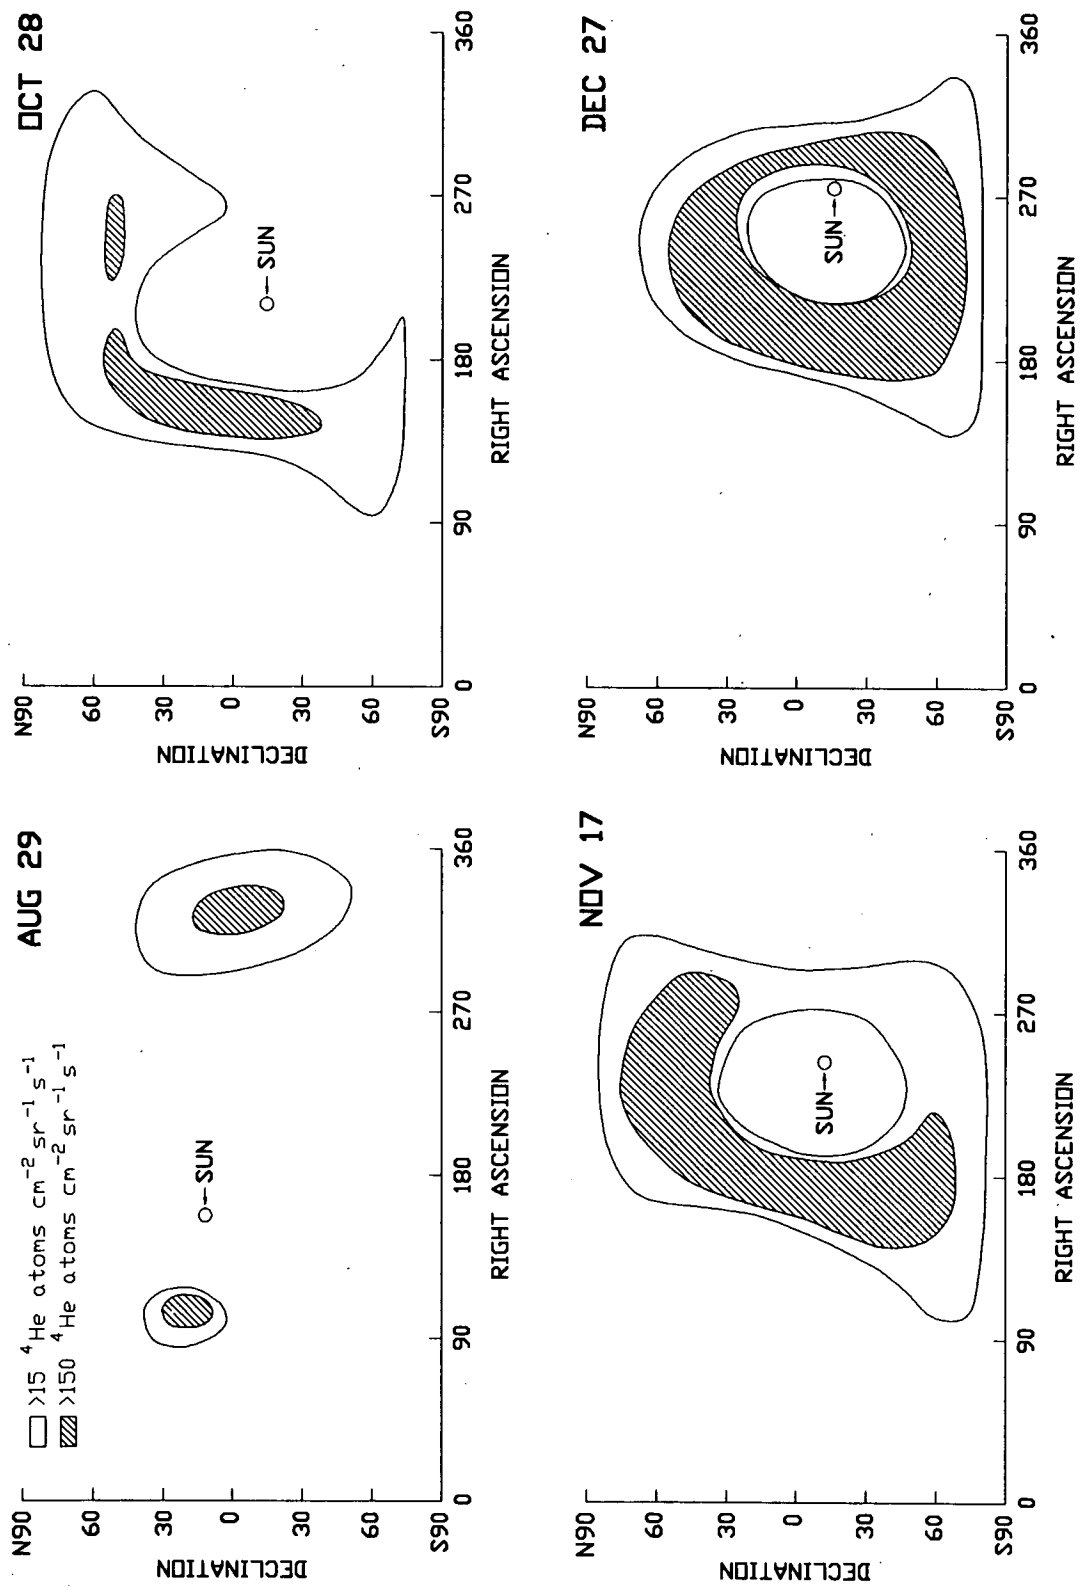 >15 ⁴He atoms cm⁻² sr⁻¹ s⁻¹
>150 ⁴He atoms cm⁻² sr⁻¹ s⁻¹
AUG 29
N90
60
30
0
30
60
S90
DECLINATION
SUN
0
90
180
270
360
RIGHT ASCENSION
OCT 28
N90
60
30
0
30
60
S90
DECLINATION
SUN
0
90
180
270
360
RIGHT ASCENSION
NOV 17
N90
60
30
0
30
60
S90
DECLINATION
SUN
0
90
180
270
360
RIGHT ASCENSION
DEC 27
N90
60
30
0
30
60
S90
DECLINATION
SUN
0
90
180
270
360
RIGHT ASCENSION